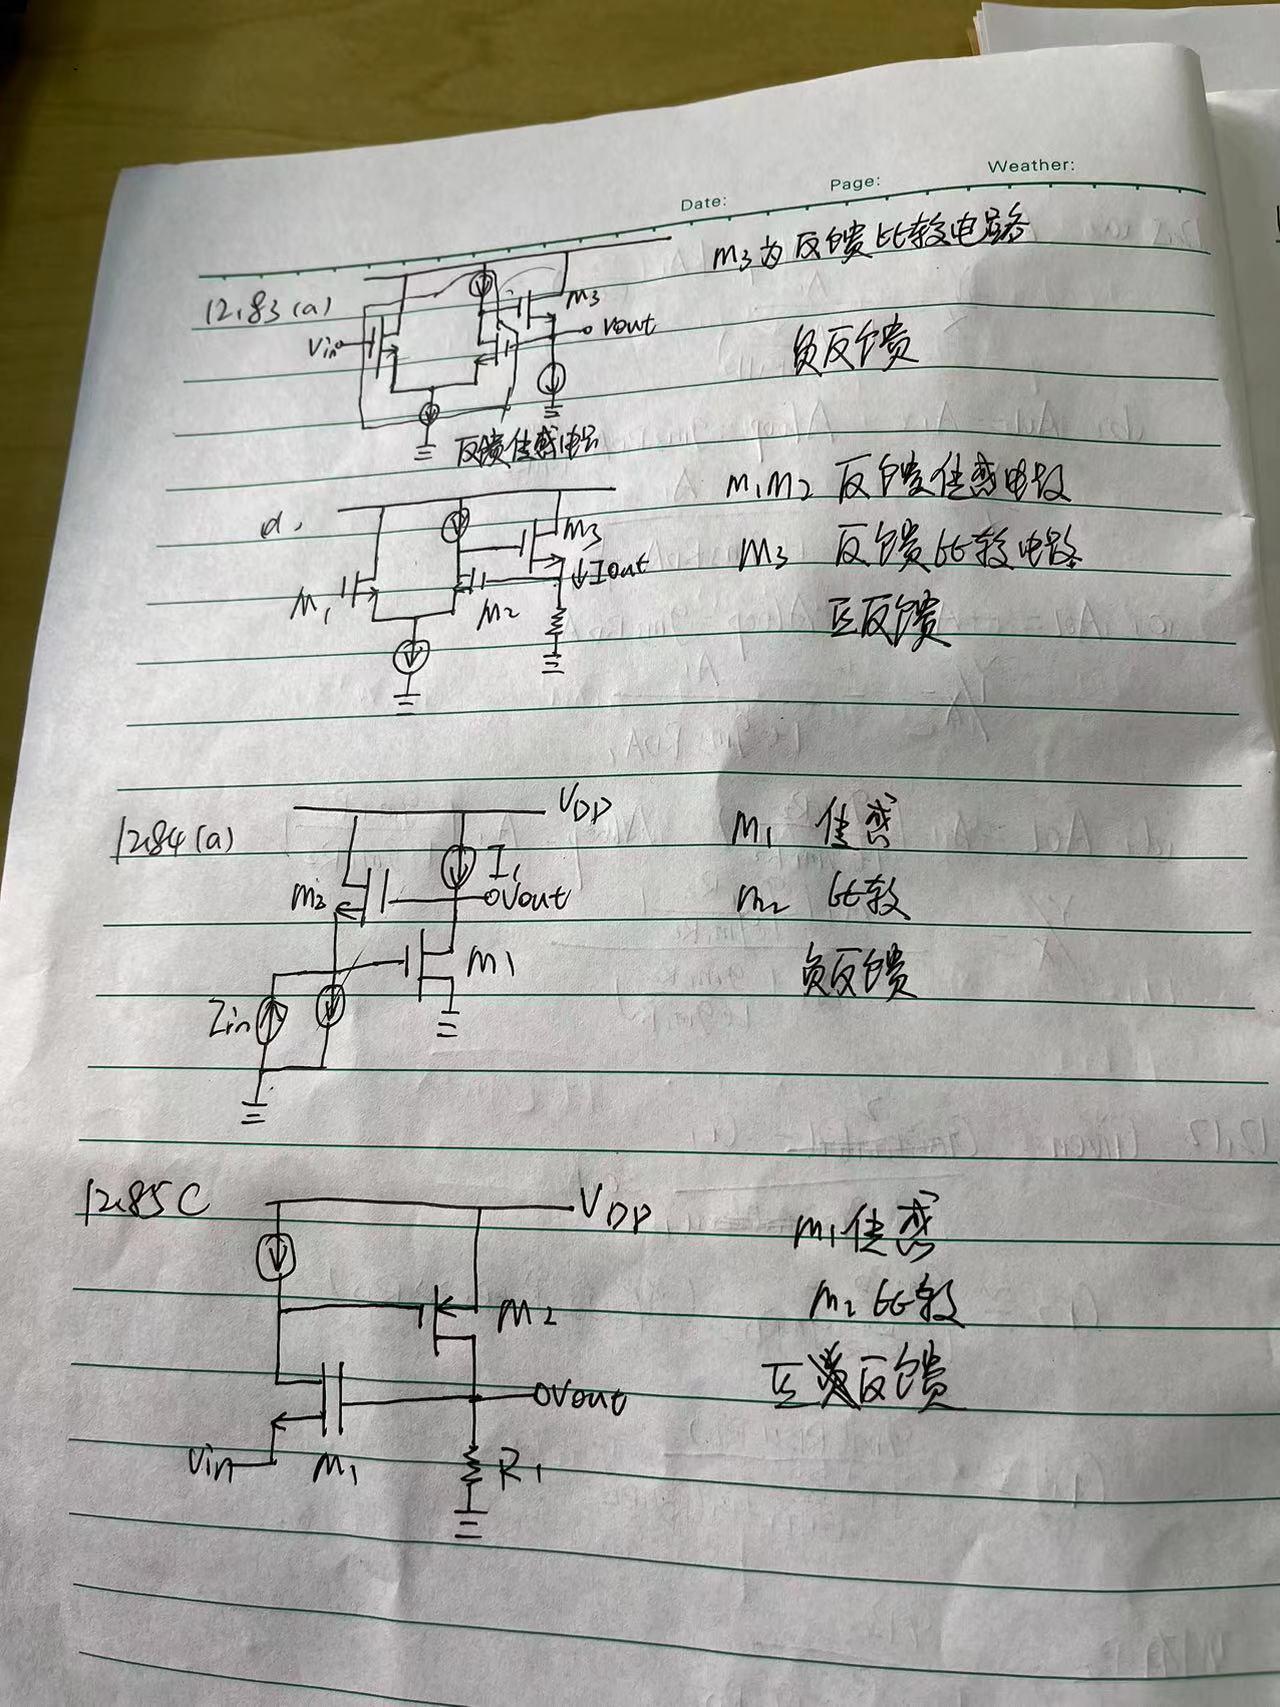 Weather:
Page:
Date:
M3为反馈比较电路
12.83(a)
M3
Vin
Vout
负反馈
反馈传感电路
M1M2 反馈传感电路
d.
M3
M3 反馈比较电路
↓Iout
M1
M2
正反馈
VDD
12.84(a)
M1 传感
I1
M2
Vout
M2 比较
M1
负反馈
Iin
12.85C
VDD
M1传感
M2
M2比较
正反馈
Vout
Vin
M1
R1